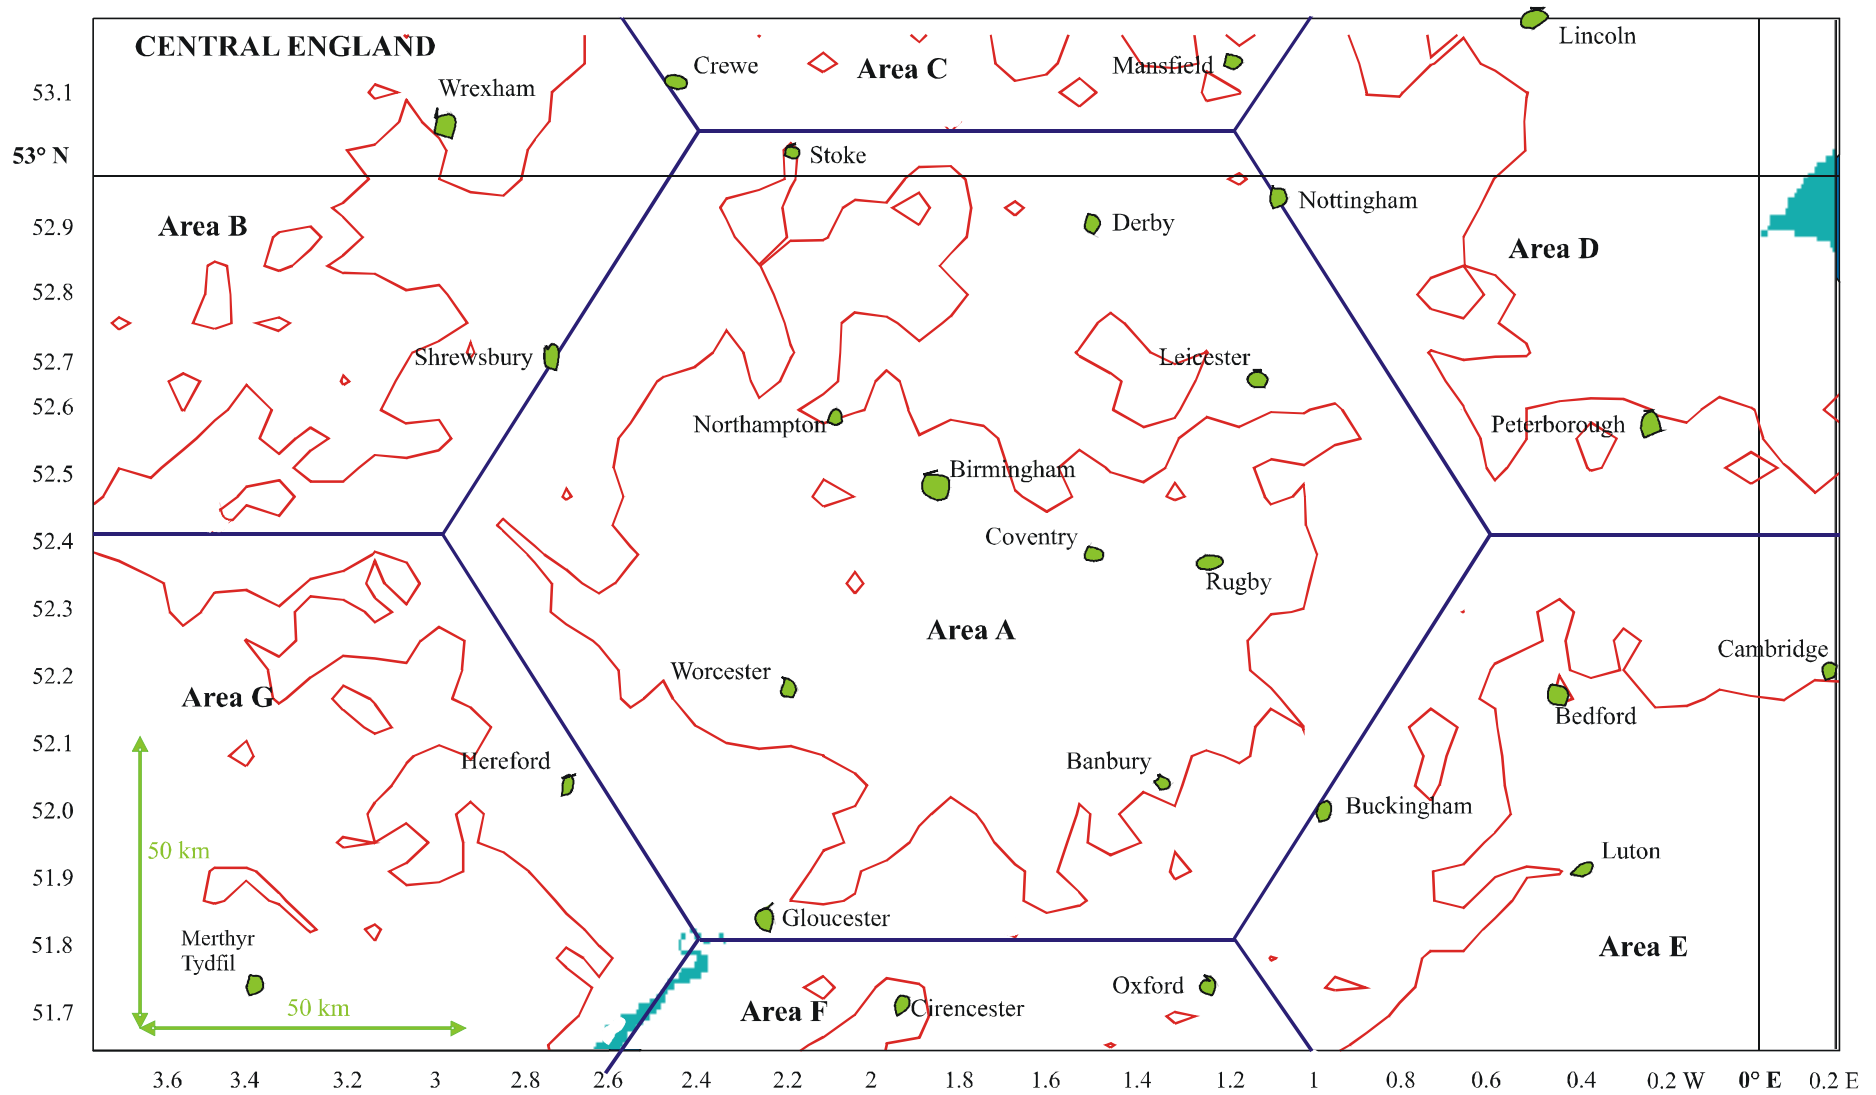 Lincoln
CENTRAL ENGLAND
Crewe
Area C
Mansfield
53.1
Wrexham
53° N
Stoke
Nottingham
52.9
Area B
Derby
Area D
52.8
Shrewsbury
52.7
Leicester
52.6
Northampton
Peterborough
52.5
Birmingham
52.4
Coventry
Rugby
52.3
Area A
Cambridge
52.2
Worcester
Area G
Bedford
52.1
Hereford
Banbury
52.0
Buckingham
50 km
Luton
51.9
Gloucester
51.8
Merthyr
Tydfil
Area E
Oxford
51.7
50 km
Area F
Cirencester
3.6 3.4 3.2 3 2.8 2.6 2.4 2.2 2 1.8 1.6 1.4 1.2 1 0.8 0.6 0.4 0.2 W 0° E 0.2 E